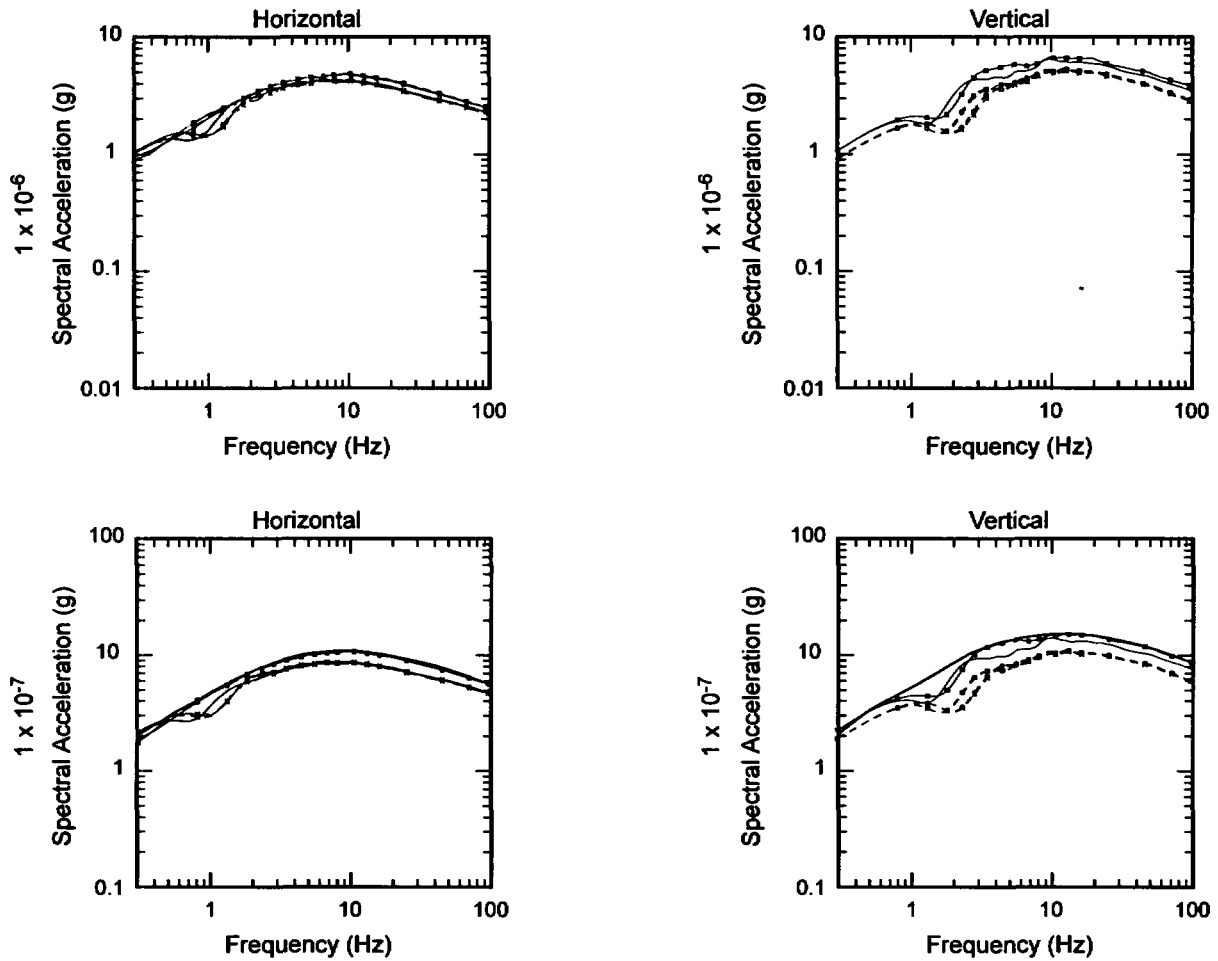 Horizontal
10
1
0.1
0.01
1 x 10-6
Spectral Acceleration (g)
1
10
100
Frequency (Hz)
Vertical
10
1
0.1
0.01
1 x 10-6
Spectral Acceleration (g)
1
10
100
Frequency (Hz)
Horizontal
100
10
1
0.1
1 x 10-7
Spectral Acceleration (g)
1
10
100
Frequency (Hz)
Vertical
100
10
1
0.1
1 x 10-7
Spectral Acceleration (g)
1
10
100
Frequency (Hz)